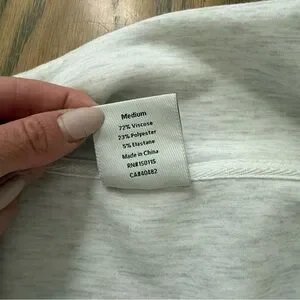 Medium
72% Viscose
23% Polyester
5% Elastane
Made in China
RN#150115
CA#40482